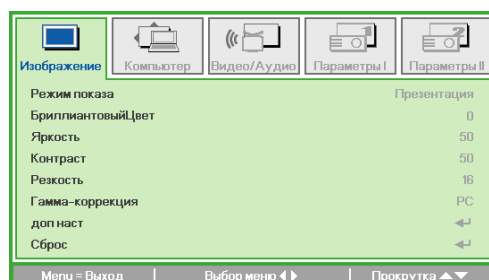 Изображение Компьютер Видео/Аудио Параметры I Параметры II
Режим показа Презентация
БриллиантовыйЦвет 0
Яркость 50
Контраст 50
Резкость 16
Гамма-коррекция PC
доп наст
Сброс
Menu = Выход | Выбор меню | Прокрутка